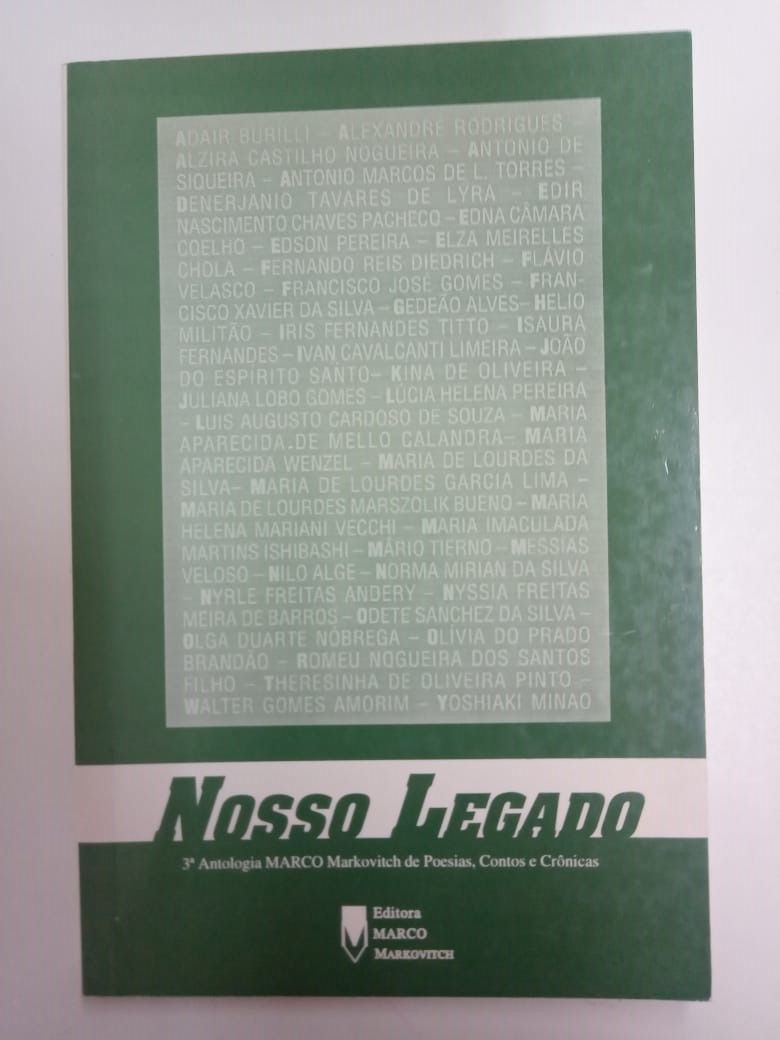 ADAIR BURILLI – ALEXANDRE RODRIGUES
ALZIRA CASTILHO NOGUEIRA – ANTONIO DE
SIQUEIRA – ANTONIO MARCOS DE L. TORRES –
DENERJÂNIO TAVARES DE LYRA – EDIR
NASCIMENTO CHAVES PACHECO – EDNA CÂMARA
COELHO – EDSON PEREIRA – ELZA MEIRELLES
CHOLA – FERNANDO REIS DIEDRICH – FLÁVIO
VELASCO – FRANCISCO JOSÉ GOMES – FRAN-
CISCO XAVIER DA SILVA – GEDEÃO ALVES– HELIO
MILITÃO – IRIS FERNANDES TITTO – ISAURA
FERNANDES – IVAN CAVALCANTI LIMEIRA – JOÃO
DO ESPIRITO SANTO– KINA DE OLIVEIRA –
JULIANA LOBO GOMES – LÚCIA HELENA PEREIRA
– LUIS AUGUSTO CARDOSO DE SOUZA – MARIA
APARECIDA.DE MELLO CALANDRA– MARIA
APARECIDA WENZEL – MARIA DE LOURDES DA
SILVA– MARIA DE LOURDES GARCIA LIMA –
MARIA DE LOURDES MARSZOLIK BUENO – MARIA
HELENA MARIANI VECCHI – MARIA IMACULADA
MARTINS ISHIBASHI – MÁRIO TIERNO – MESSIAS
VELOSO – NILO ALGE – NORMA MIRIAN DA SILVA
– NYRLE FREITAS ANDERY – NYSSIA FREITAS
MEIRA DE BARROS – ODETE SANCHEZ DA SILVA –
OLGA DUARTE NÓBREGA – OLÍVIA DO PRADO
BRANDÃO – ROMEU NOGUEIRA DOS SANTOS
FILHO – THERESINHA DE OLIVEIRA PINTO –
WALTER GOMES AMORIM – YOSHIAKI MINAO
NOSSO LEGADO
3ª Antologia MARCO Markovitch de Poesias, Contos e Crônicas
Editora
MARCO
MARKOVITCH